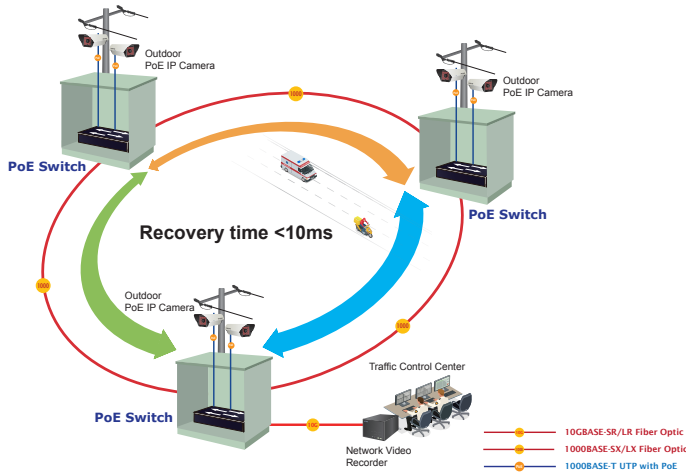 Outdoor
PoE IP Camera
1000
Outdoor
PoE IP Camera
PoE Switch
PoE Switch
Recovery time <10ms
1000
Outdoor
PoE IP Camera
1000
PoE Switch
Traffic Control Center
10G
Network Video
Recorder
10GBASE-SR/LR Fiber Optic
1000BASE-SX/LX Fiber Optic
1000BASE-T UTP with PoE